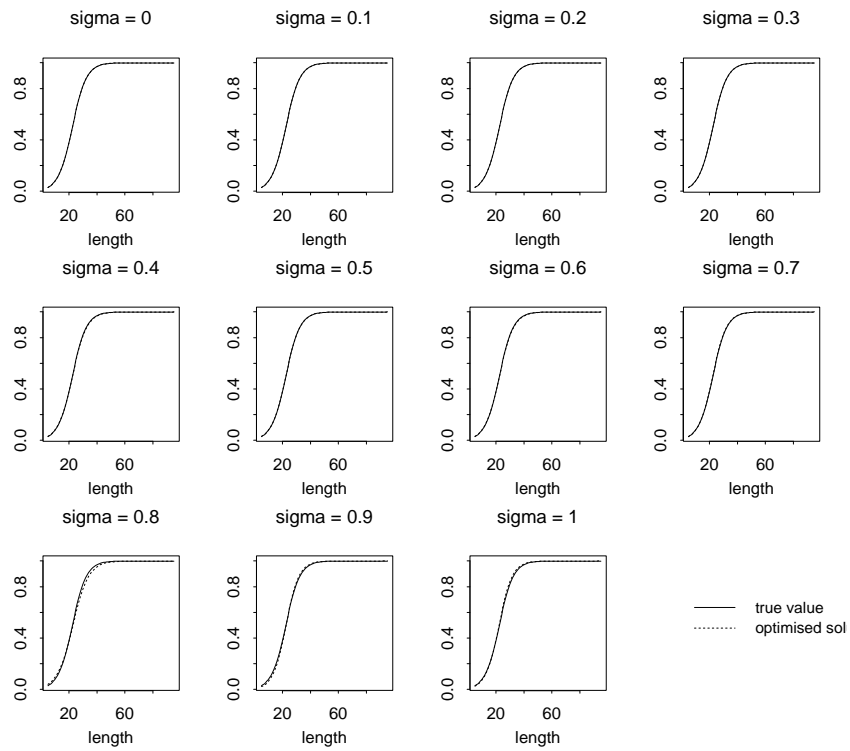 sigma = 0
sigma = 0.1
sigma = 0.2
sigma = 0.3
0.0 0.4 0.8
0.0 0.4 0.8
0.0 0.4 0.8
0.0 0.4 0.8
20 60
20 60
20 60
20 60
length
length
length
length
sigma = 0.4
sigma = 0.5
sigma = 0.6
sigma = 0.7
0.0 0.4 0.8
0.0 0.4 0.8
0.0 0.4 0.8
0.0 0.4 0.8
20 60
20 60
20 60
20 60
length
length
length
length
sigma = 0.8
sigma = 0.9
sigma = 1
0.0 0.4 0.8
0.0 0.4 0.8
0.0 0.4 0.8
true value
optimised sol
20 60
20 60
20 60
length
length
length